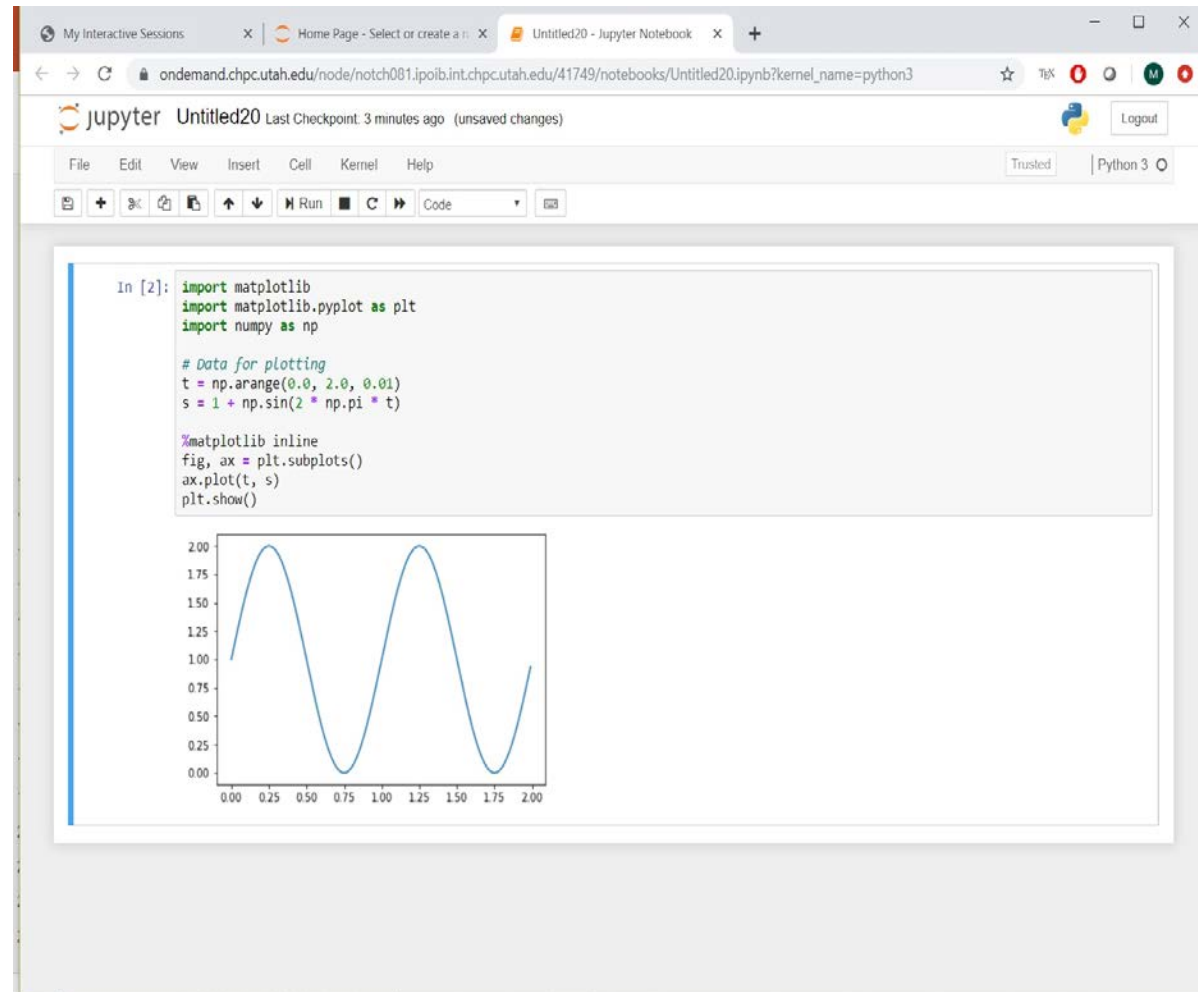 My Interactive Sessions
Home Page - Select or create a n
Untitled20 - Jupyter Notebook
ondemand.chpc.utah.edu/node/notch081.ipoib.int.chpc.utah.edu/41749/notebooks/Untitled20.ipynb?kernel_name=python3
TEX
M
jupyter Untitled20 Last Checkpoint: 3 minutes ago (unsaved changes)
Logout
File Edit View Insert Cell Kernel Help
Trusted
Python 3
Run
Code
In [2]: import matplotlib
import matplotlib.pyplot as plt
import numpy as np
# Data for plotting
t = np.arange(0.0, 2.0, 0.01)
s = 1 + np.sin(2 * np.pi * t)
%matplotlib inline
fig, ax = plt.subplots()
ax.plot(t, s)
plt.show()
2.00
1.75
1.50
1.25
1.00
0.75
0.50
0.25
0.00
0.00 0.25 0.50 0.75 1.00 1.25 1.50 1.75 2.00